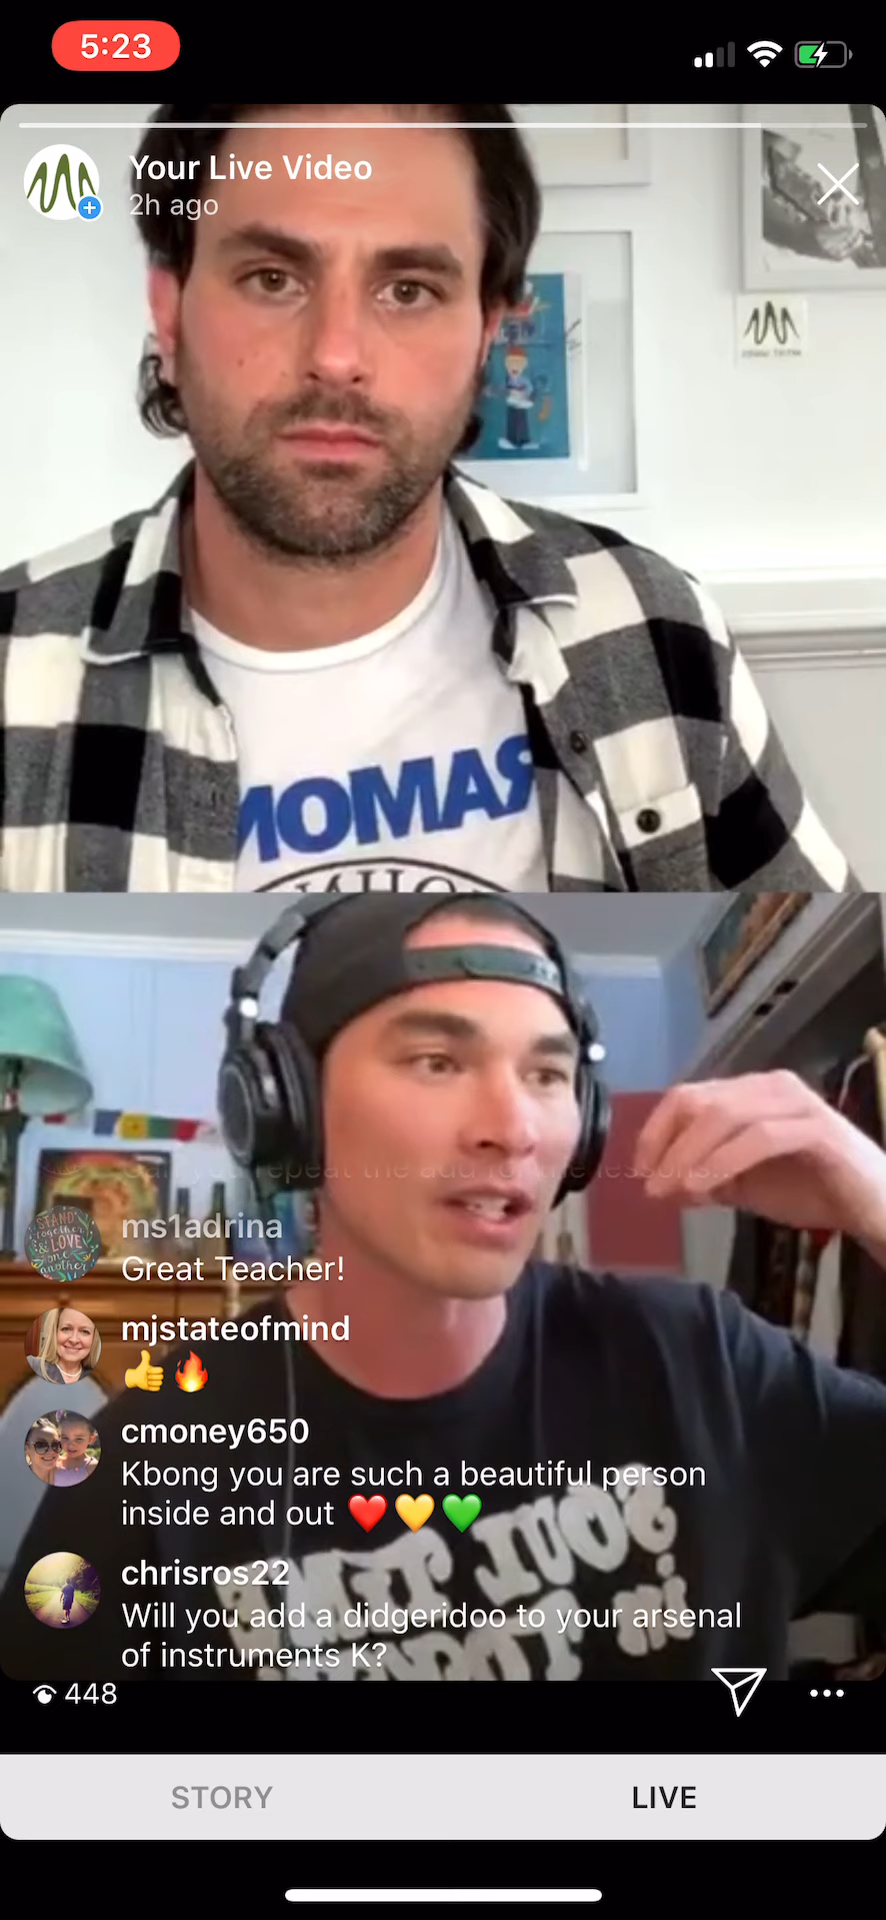 5:23
Your Live Video
2h ago
RAMON
ms1adrina
Great Teacher!
mjstateofmind
👍🔥
cmoney650
Kbong you are such a beautiful person
inside and out ❤️💛💚
chrisros22
Will you add a didgeridoo to your arsenal
of instruments K?
448
STORY
LIVE